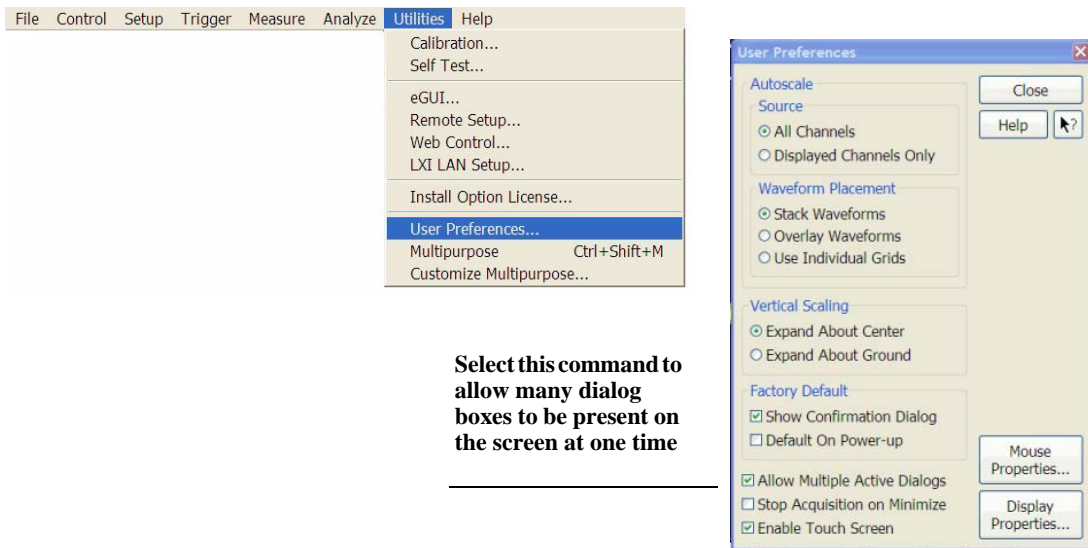 File Control Setup Trigger Measure Analyze Utilities Help
Calibration...
Self Test...
eGUI...
Remote Setup...
Web Control...
LXI LAN Setup...
Install Option License...
User Preferences...
Multipurpose Ctrl+Shift+M
Customize Multipurpose...
Select this command to
allow many dialog
boxes to be present on
the screen at one time
User Preferences
Autoscale
Source
All Channels
Displayed Channels Only
Waveform Placement
Stack Waveforms
Overlay Waveforms
Use Individual Grids
Vertical Scaling
Expand About Center
Expand About Ground
Factory Default
Show Confirmation Dialog
Default On Power-up
Allow Multiple Active Dialogs
Stop Acquisition on Minimize
Enable Touch Screen
Close
Help ?
Mouse
Properties...
Display
Properties...